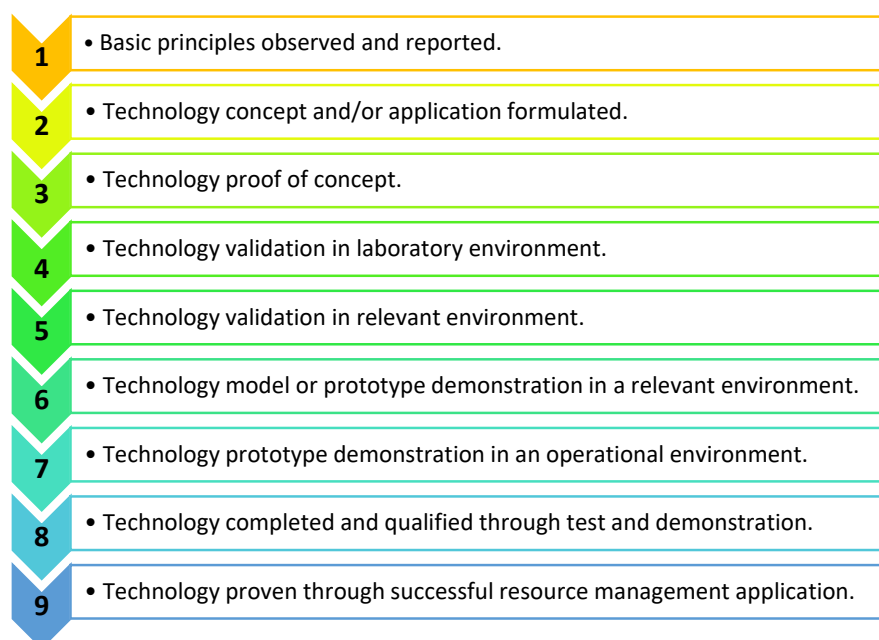 1 • Basic principles observed and reported.
2 • Technology concept and/or application formulated.
3 • Technology proof of concept.
4 • Technology validation in laboratory environment.
5 • Technology validation in relevant environment.
6 • Technology model or prototype demonstration in a relevant environment.
7 • Technology prototype demonstration in an operational environment.
8 • Technology completed and qualified through test and demonstration.
9 • Technology proven through successful resource management application.